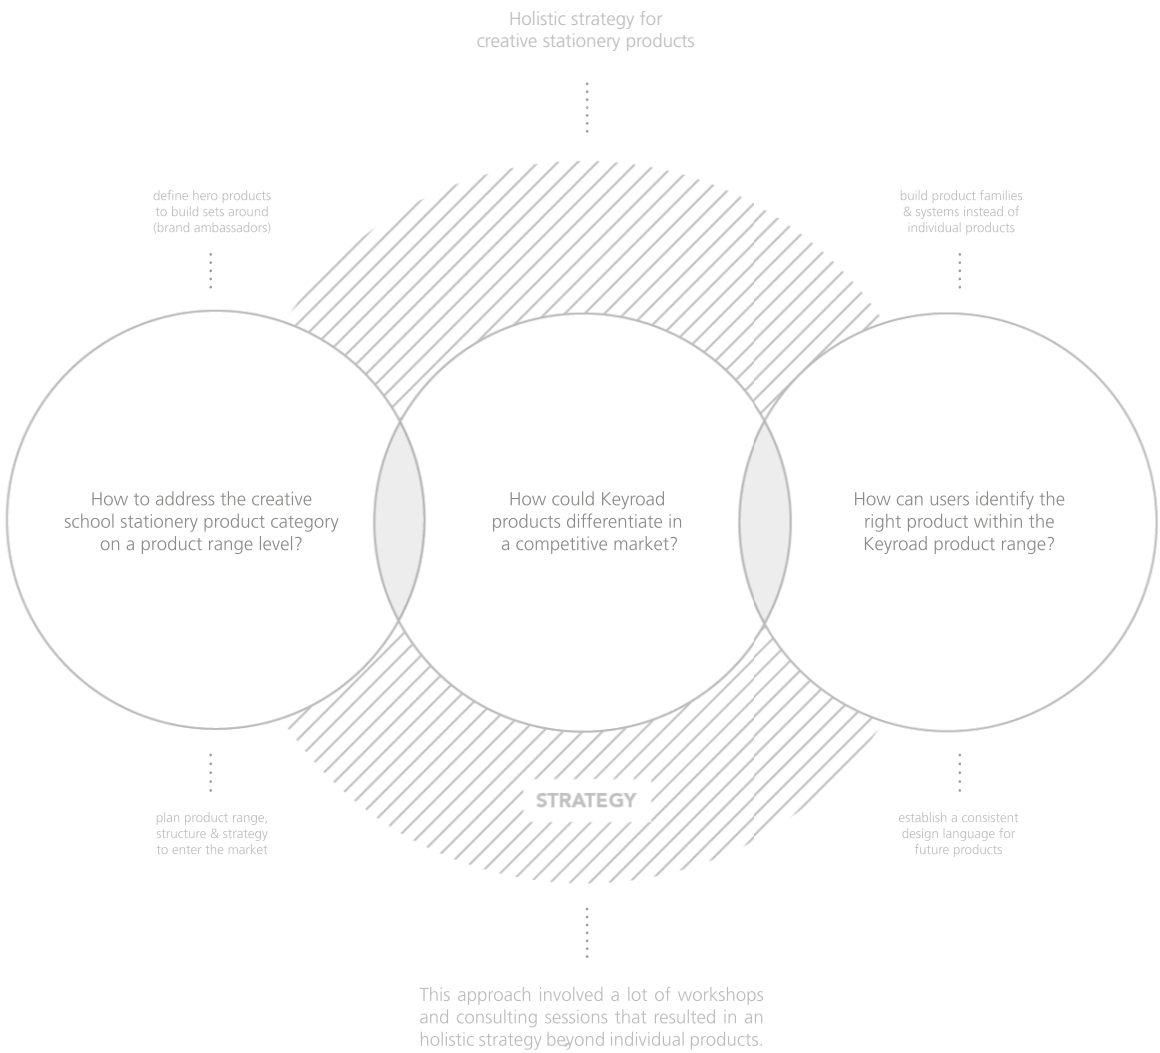 Holistic strategy for
creative stationery products
define hero products
to build sets around
(brand ambassadors)
build product families
& systems instead of
individual products
How to address the creative
school stationery product category
on a product range level?
How could Keyroad
products differentiate in
a competitive market?
How can users identify the
right product within the
Keyroad product range?
STRATEGY
plan product range,
structure & strategy
to enter the market
establish a consistent
design language for
future products
This approach involved a lot of workshops
and consulting sessions that resulted in an
holistic strategy beyond individual products.